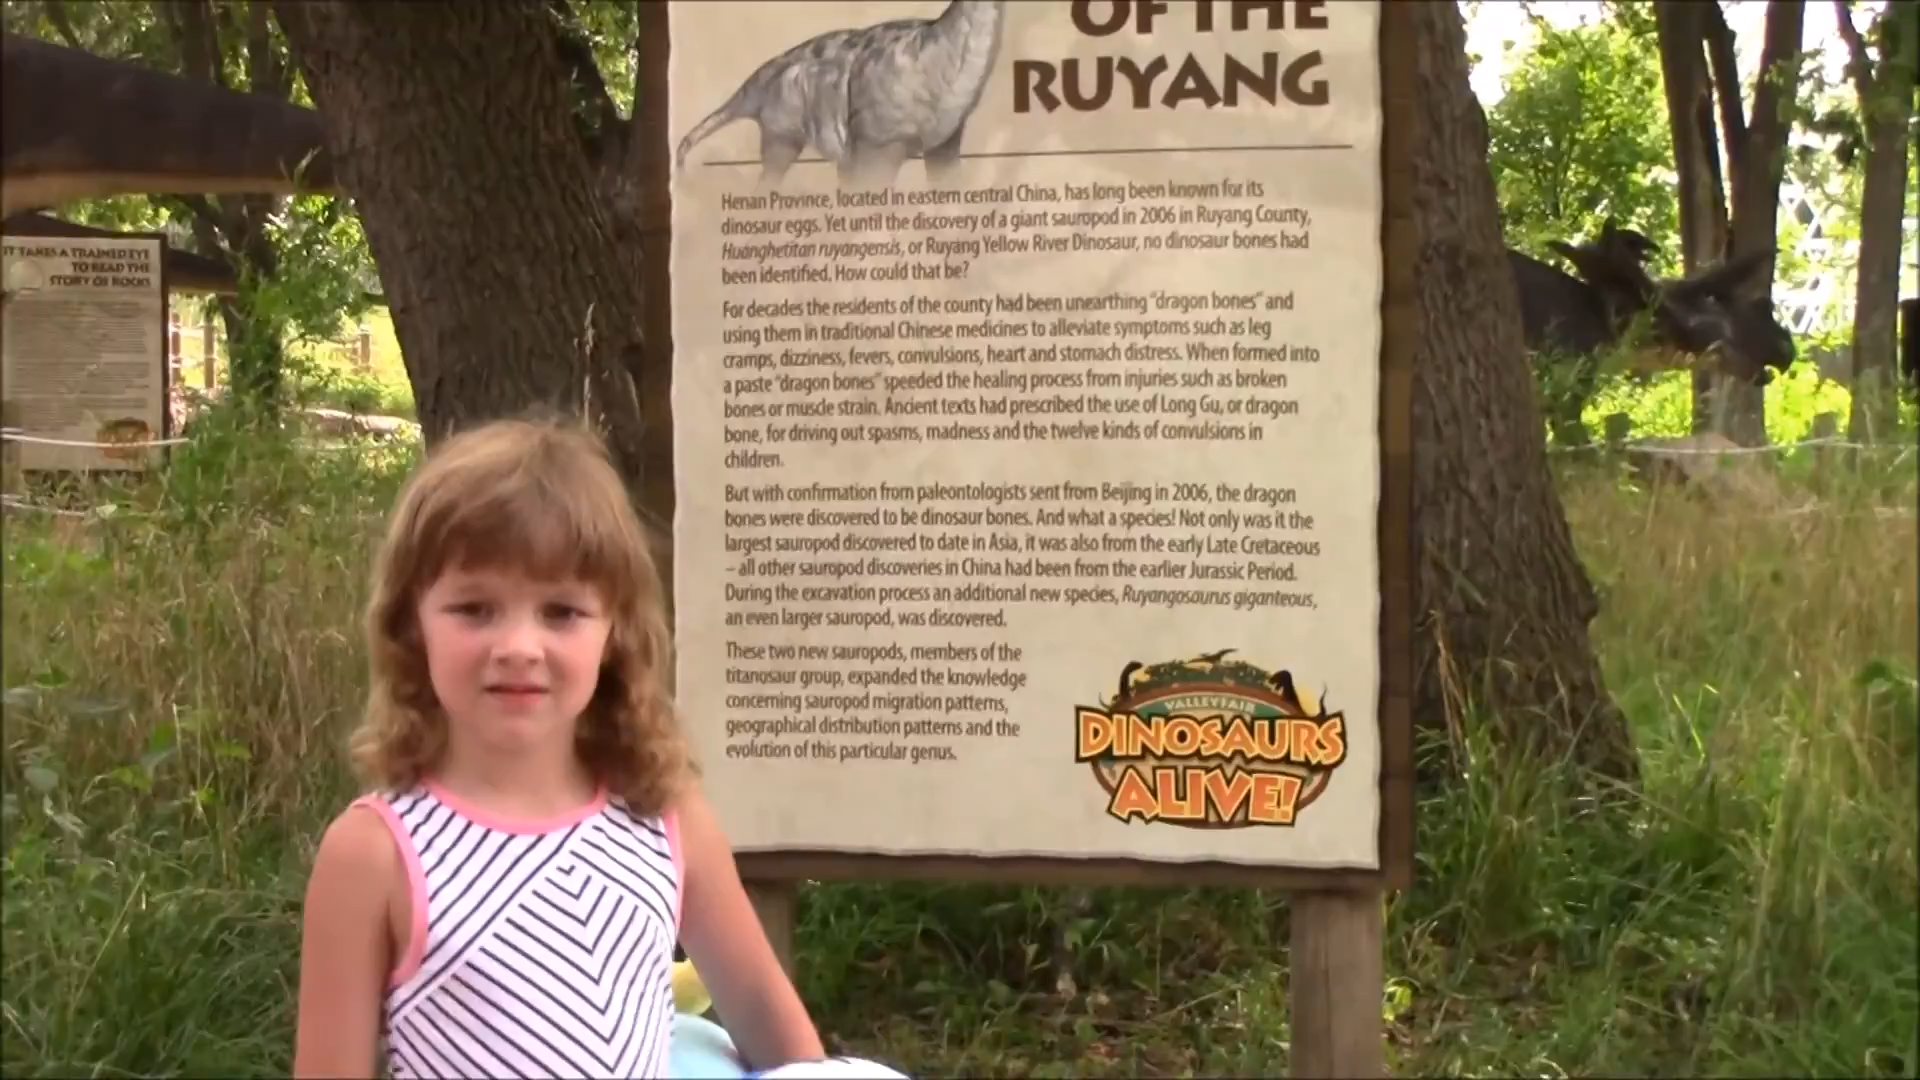 OF THE
RUYANG
Henan Province, located in eastern central China, has long been known for its
dinosaur eggs. Yet until the discovery of a giant sauropod in 2006 in Ruyang County,
Huanghetitan ruyangensis, or Ruyang Yellow River Dinosaur, no dinosaur bones had
been identified. How could that be?
For decades the residents of the county had been unearthing "dragon bones" and
using them in traditional Chinese medicines to alleviate symptoms such as leg
cramps, dizziness, fevers, convulsions, heart and stomach distress. When formed into
a paste "dragon bones" speeded the healing process from injuries such as broken
bones or muscle strain. Ancient texts had prescribed the use of Long Gu, or dragon
bone, for driving out spasms, madness and the twelve kinds of convulsions in
children.
But with confirmation from paleontologists sent from Beijing in 2006, the dragon
bones were discovered to be dinosaur bones. And what a species! Not only was it the
largest sauropod discovered to date in Asia, it was also from the early Late Cretaceous
– all other sauropod discoveries in China had been from the earlier Jurassic Period.
During the excavation process an additional new species, Ruyangosaurus giganteous,
an even larger sauropod, was discovered.
These two new sauropods, members of the
titanosaur group, expanded the knowledge
concerning sauropod migration patterns,
geographical distribution patterns and the
evolution of this particular genus.
VALLEYFAIR
DINOSAURS
ALIVE!
IT TAKES A TRAINED EYE
TO READ THE
STORY OF ROCKS